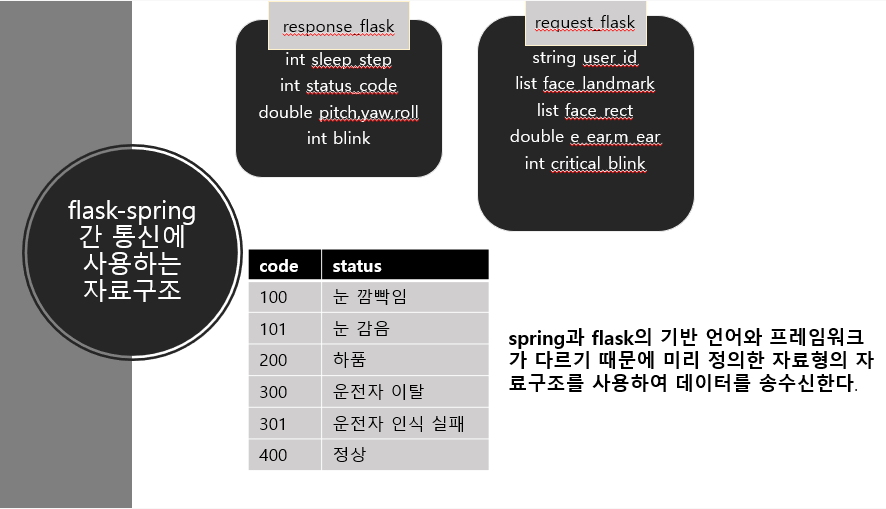 flask-spring
간 통신에
사용하는
자료구조
response_flask
int sleep_step
int status_code
double pitch,yaw,roll
int blink
request_flask
string user_id
list face_landmark
list face_rect
double e_ear,m_ear
int critical_blink
code status
100 눈 깜빡임
101 눈 감음
200 하품
300 운전자 이탈
301 운전자 인식 실패
400 정상
spring과 flask의 기반 언어와 프레임워크
가 다르기 때문에 미리 정의한 자료형의 자
료구조를 사용하여 데이터를 송수신한다.